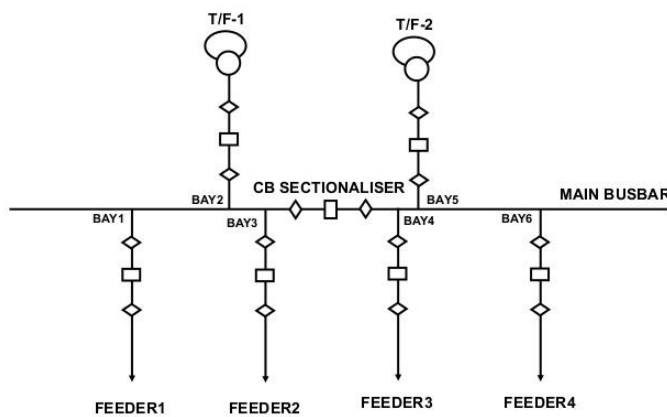 T/F-1
T/F-2
CB SECTIONALISER
MAIN BUSBAR
BAY1
BAY2
BAY3
BAY4
BAY5
BAY6
FEEDER1
FEEDER2
FEEDER3
FEEDER4